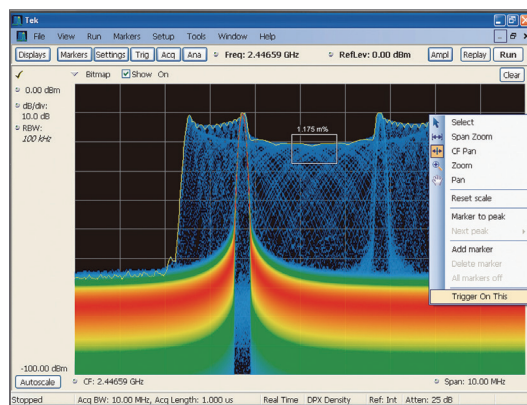 Tek
File View Run Markers Setup Tools Window Help
Displays Markers Settings Trig Acq Ana Freq: 2.44659 GHz RefLev: 0.00 dBm Ampl Replay Run
Bitmap Show On Clear
0.00 dBm
dB/div:
10.0 dB
RBW:
100 kHz
1.175 m%
Select
Span Zoom
CF Pan
Zoom
Pan
Reset scale
Marker to peak
Next peak
Add marker
Delete marker
All markers off
Trigger On This
-100.00 dBm
Autoscale CF: 2.44659 GHz Span: 10.00 MHz
Stopped Acq BW: 10.00 MHz, Acq Length: 1.000 us Real Time DPX Density Ref: Int Atten: 25 dB